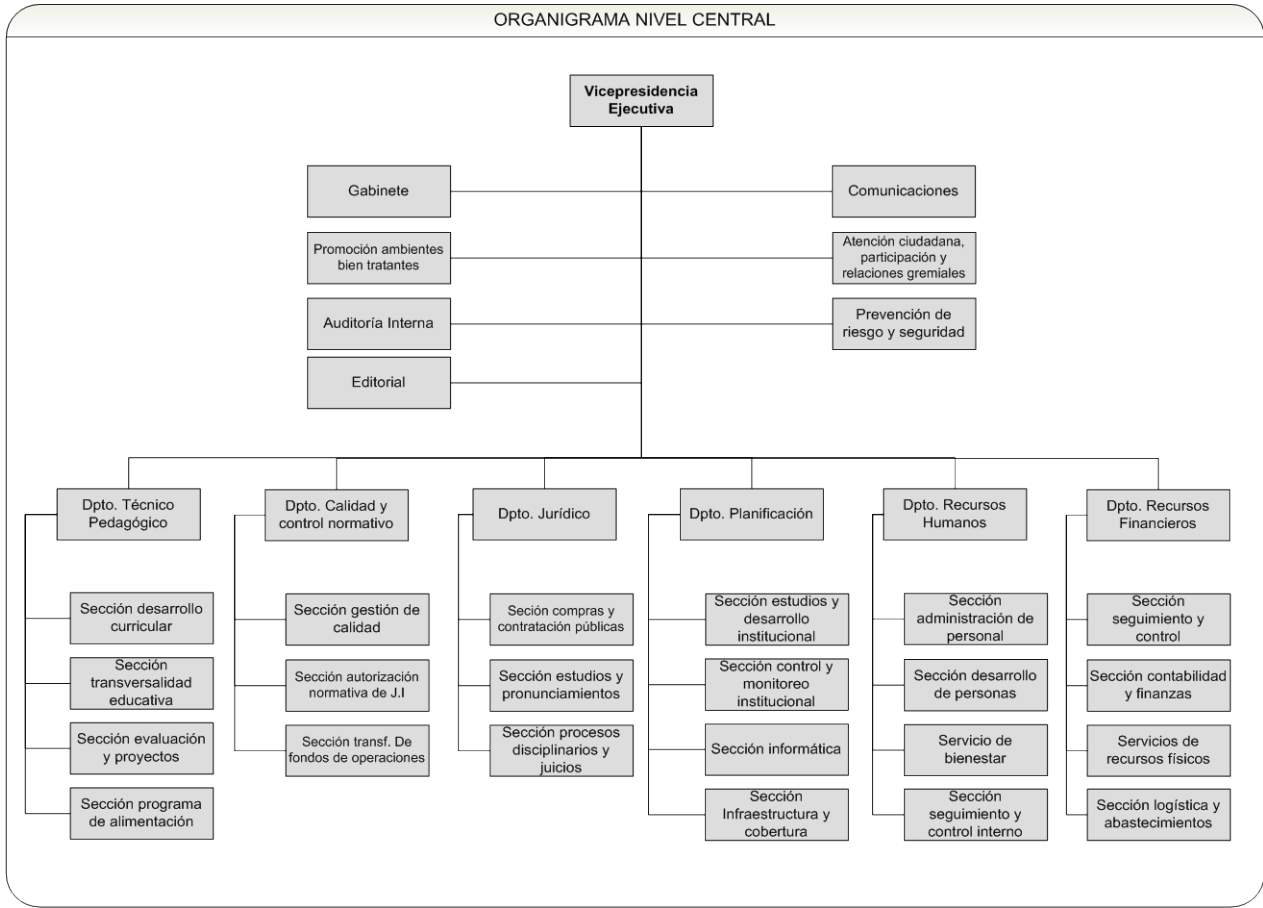 ORGANIGRAMA NIVEL CENTRAL
Vicepresidencia
Ejecutiva
Gabinete
Comunicaciones
Promoción ambientes
bien tratantes
Atención ciudadana,
participación y
relaciones gremiales
Auditoría Interna
Prevención de
riesgo y seguridad
Editorial
Dpto. Técnico
Pedagógico
Dpto. Calidad y
control normativo
Dpto. Jurídico
Dpto. Planificación
Dpto. Recursos
Humanos
Dpto. Recursos
Financieros
Sección desarrollo
curricular
Sección
transversalidad
educativa
Sección evaluación
y proyectos
Sección programa
de alimentación
Sección gestión de
calidad
Sección autorización
normativa de J.I
Sección transf. De
fondos de operaciones
Seción compras y
contratación públicas
Sección estudios y
pronunciamientos
Sección procesos
disciplinarios y
juicios
Sección estudios y
desarrollo
institucional
Sección control y
monitoreo
institucional
Sección informática
Sección
Infraestructura y
cobertura
Sección
administración de
personal
Sección desarrollo
de personas
Servicio de
bienestar
Sección
seguimiento y
control interno
Sección
seguimiento y
control
Sección contabilidad
y finanzas
Servicios de
recursos físicos
Sección logística y
abastecimientos